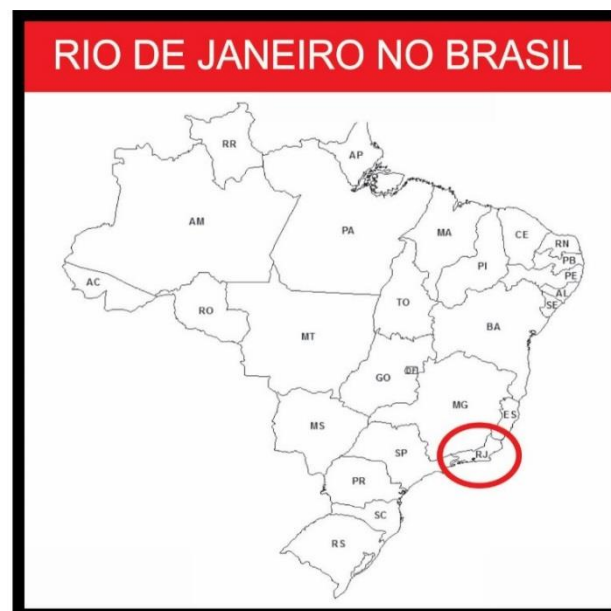 RIO DE JANEIRO NO BRASIL
RR
AP
AM
PA
MA
CE
RN
PB
PE
AL
SE
PI
AC
RO
TO
BA
MT
GO
DF
MG
ES
MS
SP
RJ
PR
SC
RS